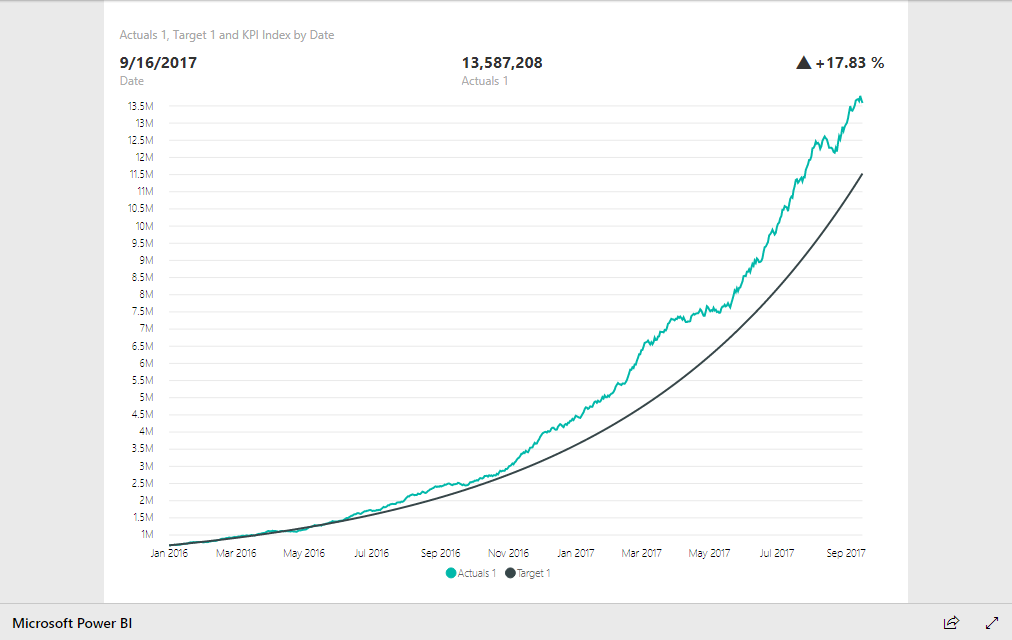 Actuals 1, Target 1 and KPI Index by Date
9/16/2017 13,587,208 ▲+17.83 %
Date Actuals 1
13.5M
13M
12.5M
12M
11.5M
11M
10.5M
10M
9.5M
9M
8.5M
8M
7.5M
7M
6.5M
6M
5.5M
5M
4.5M
4M
3.5M
3M
2.5M
2M
1.5M
1M
Jan 2016 Mar 2016 May 2016 Jul 2016 Sep 2016 Nov 2016 Jan 2017 Mar 2017 May 2017 Jul 2017 Sep 2017
Actuals 1 Target 1
Microsoft Power BI